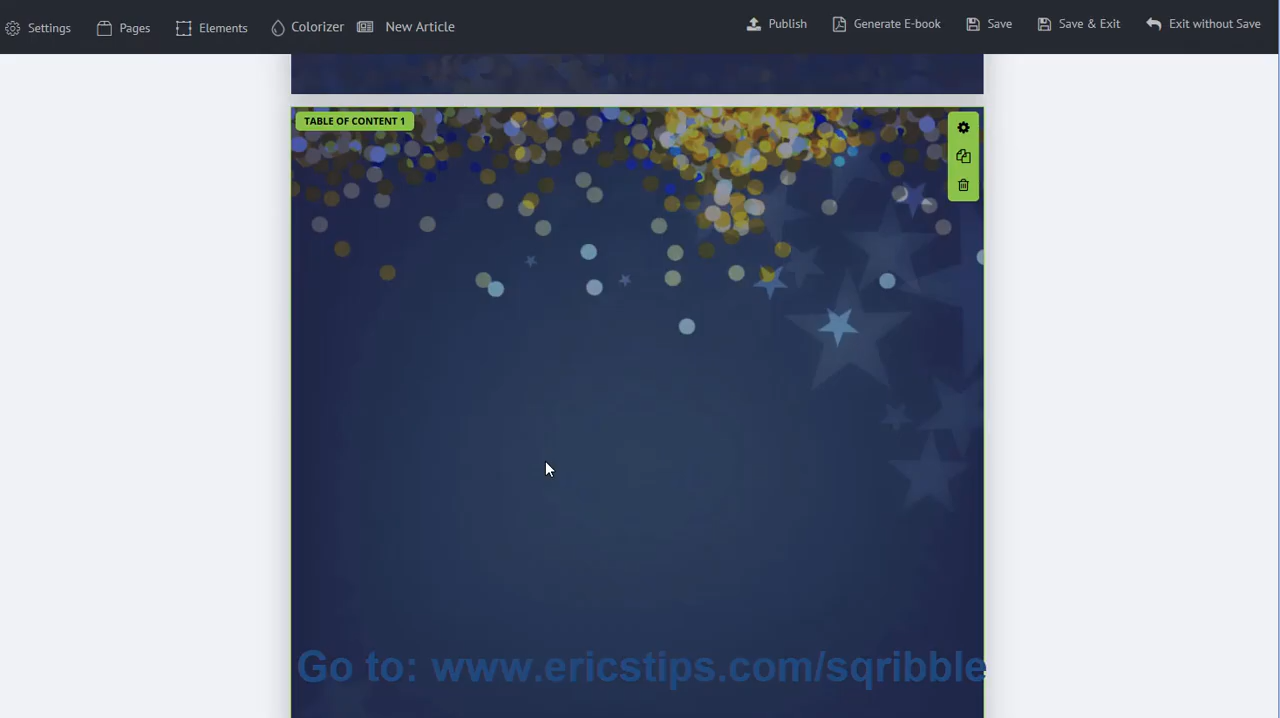 Settings Pages Elements Colorizer New Article Publish Generate E-book Save Save & Exit Exit without Save
TABLE OF CONTENT 1
Go to: www.ericstips.com/sqribble